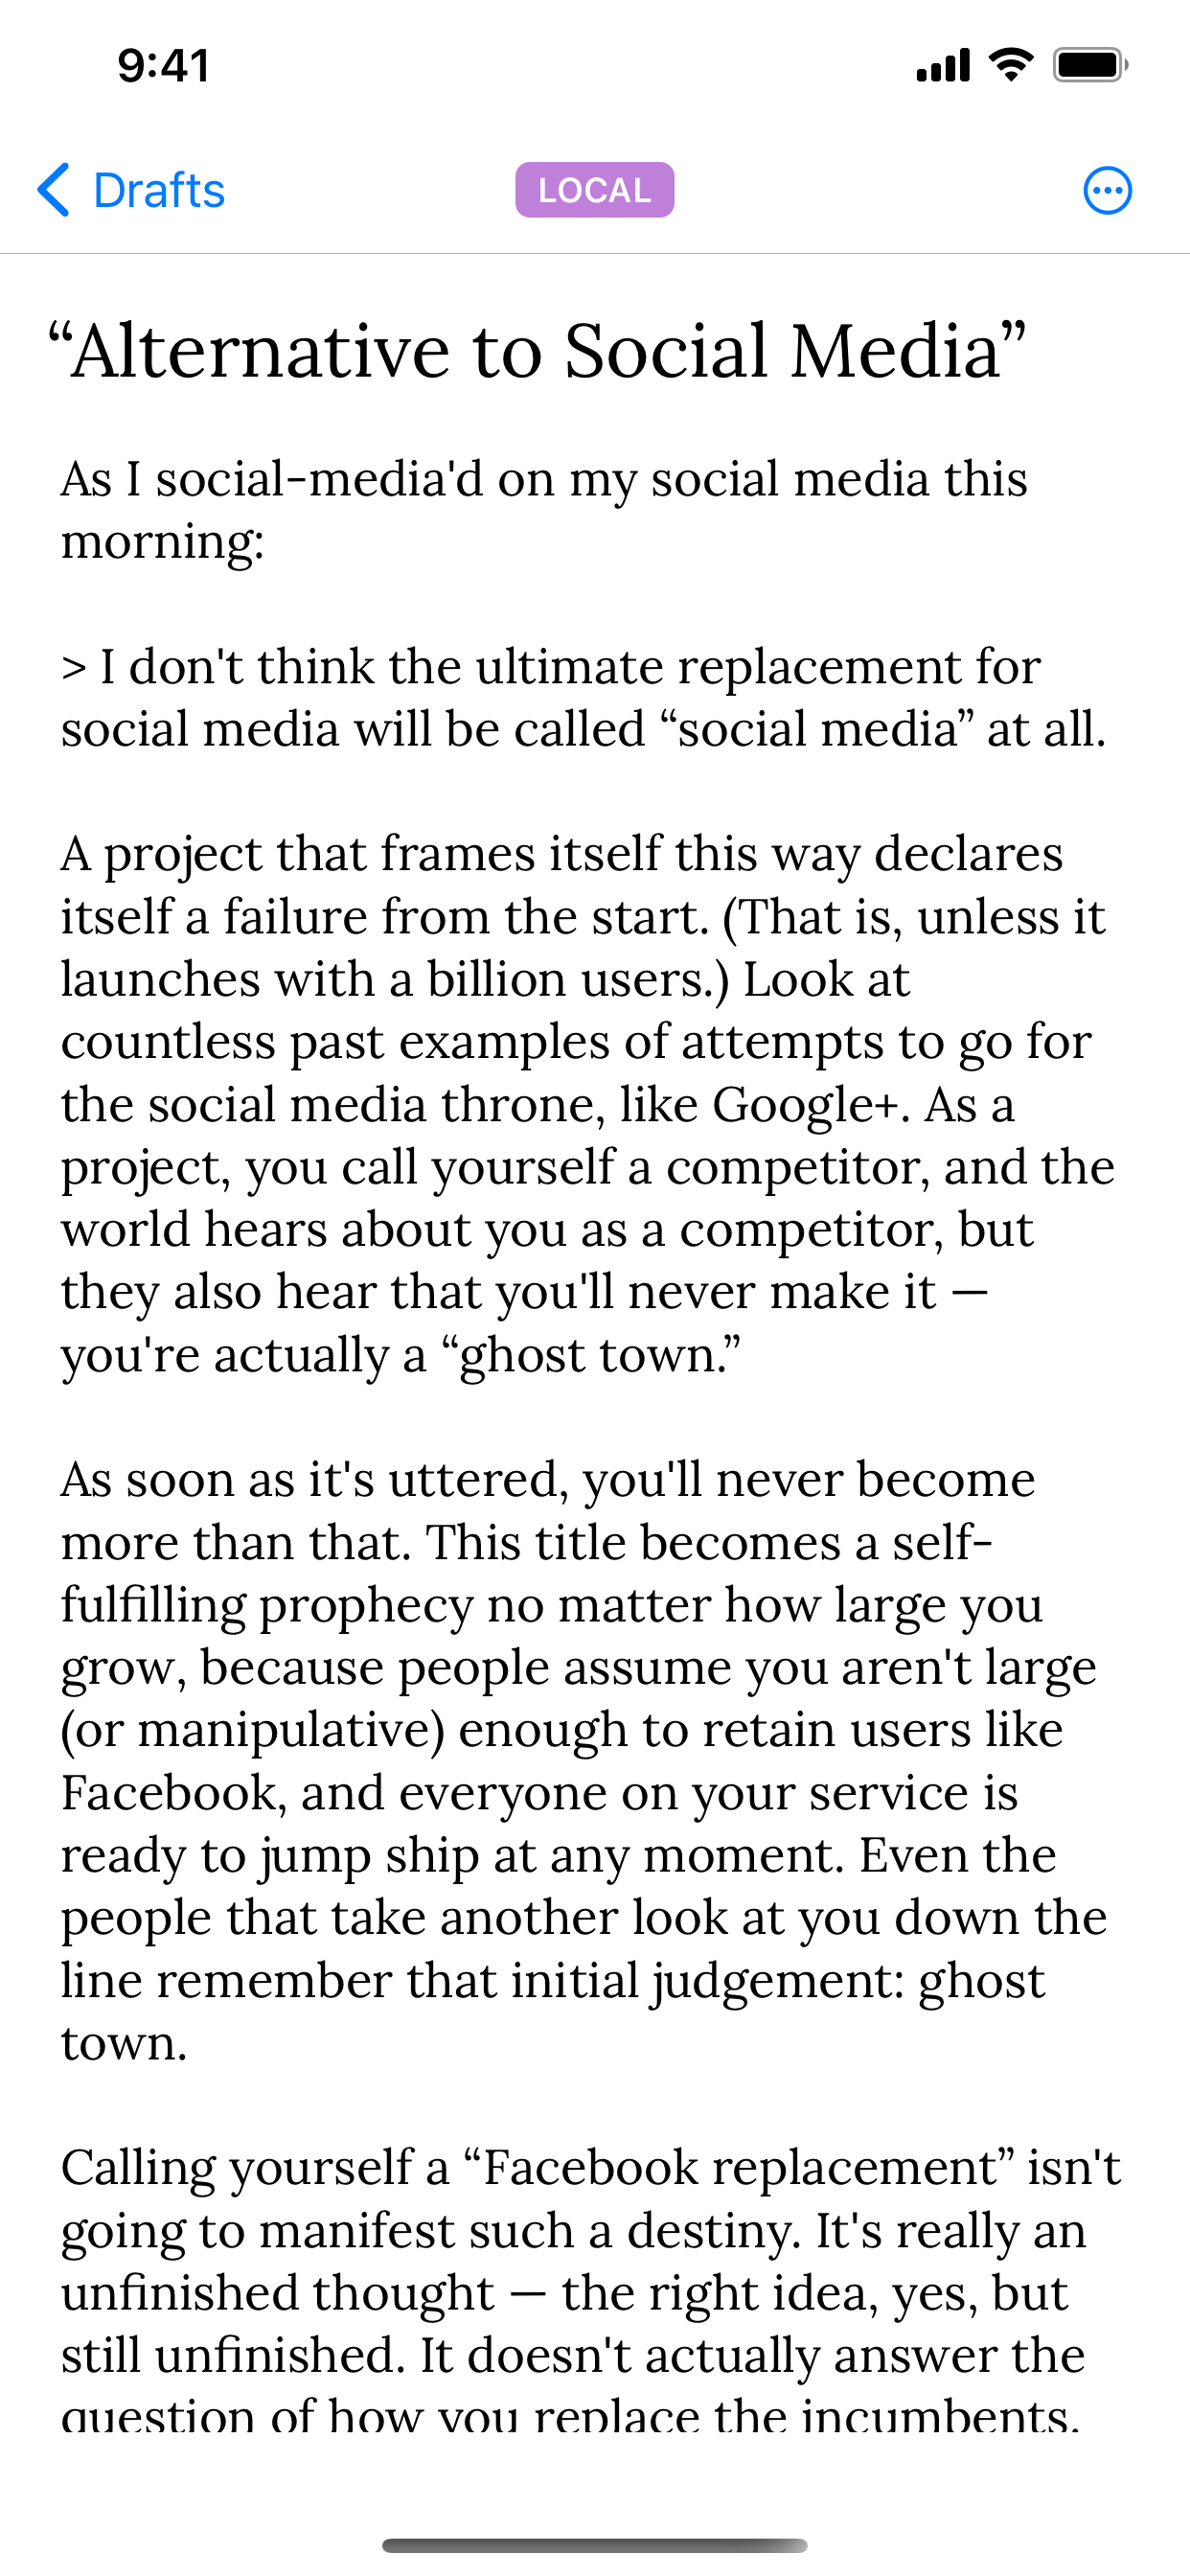 9:41
Drafts
LOCAL
“Alternative to Social Media”
As I social-media'd on my social media this
morning:
> I don't think the ultimate replacement for
social media will be called “social media” at all.
A project that frames itself this way declares
itself a failure from the start. (That is, unless it
launches with a billion users.) Look at
countless past examples of attempts to go for
the social media throne, like Google+. As a
project, you call yourself a competitor, and the
world hears about you as a competitor, but
they also hear that you'll never make it —
you're actually a “ghost town.”
As soon as it's uttered, you'll never become
more than that. This title becomes a self-
fulfilling prophecy no matter how large you
grow, because people assume you aren't large
(or manipulative) enough to retain users like
Facebook, and everyone on your service is
ready to jump ship at any moment. Even the
people that take another look at you down the
line remember that initial judgement: ghost
town.
Calling yourself a “Facebook replacement” isn't
going to manifest such a destiny. It's really an
unfinished thought — the right idea, yes, but
still unfinished. It doesn't actually answer the
question of how you replace the incumbents.